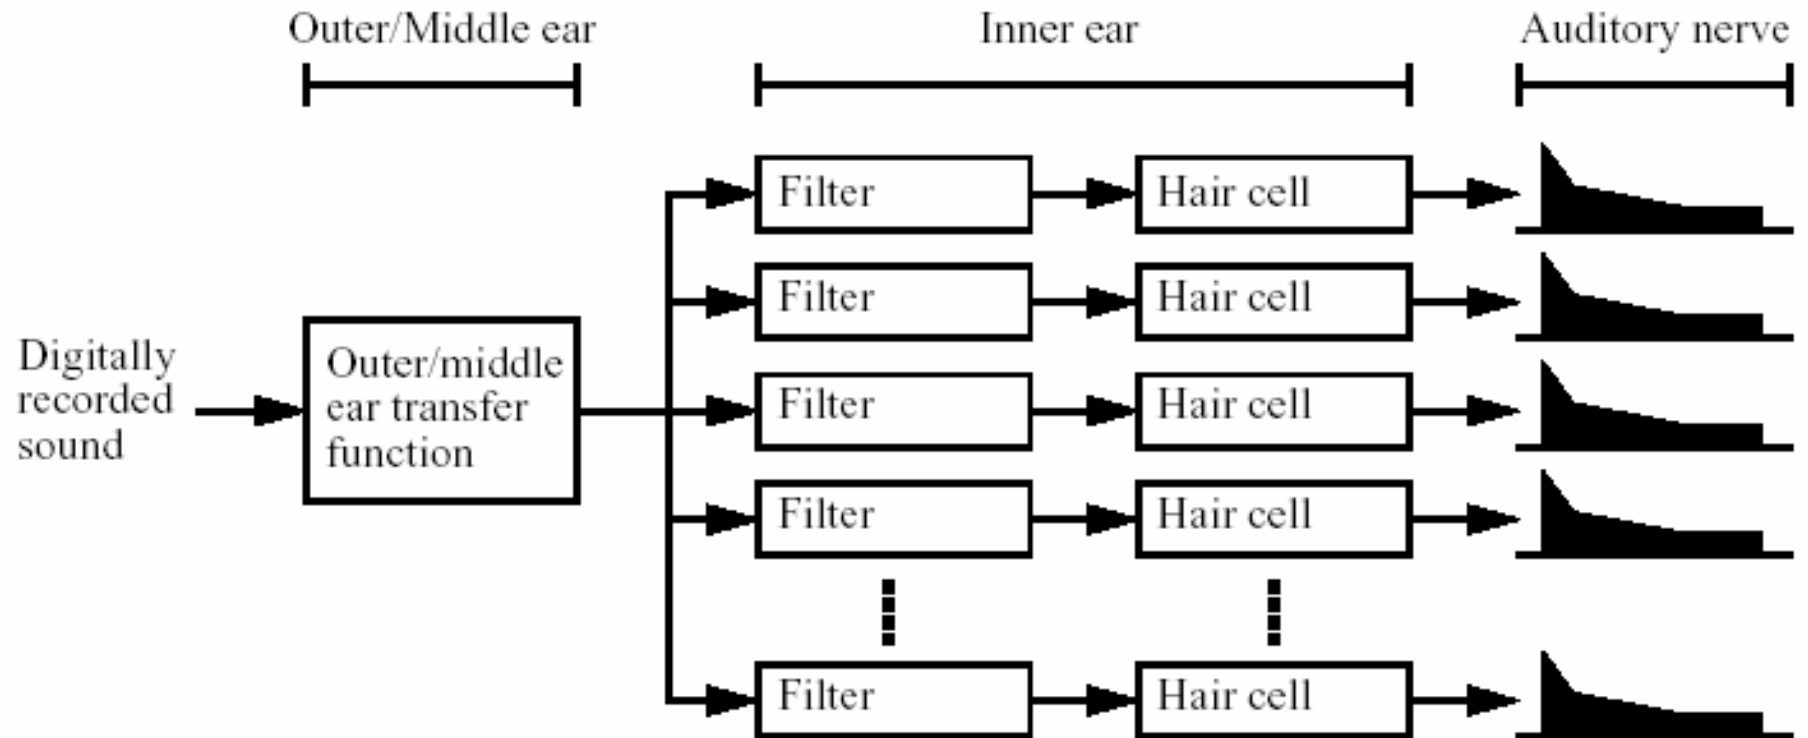 Outer/Middle ear
Inner ear
Auditory nerve
Filter
Hair cell
Filter
Hair cell
Digitally
recorded
sound
Outer/middle
ear transfer
function
Filter
Hair cell
Filter
Hair cell
Filter
Hair cell